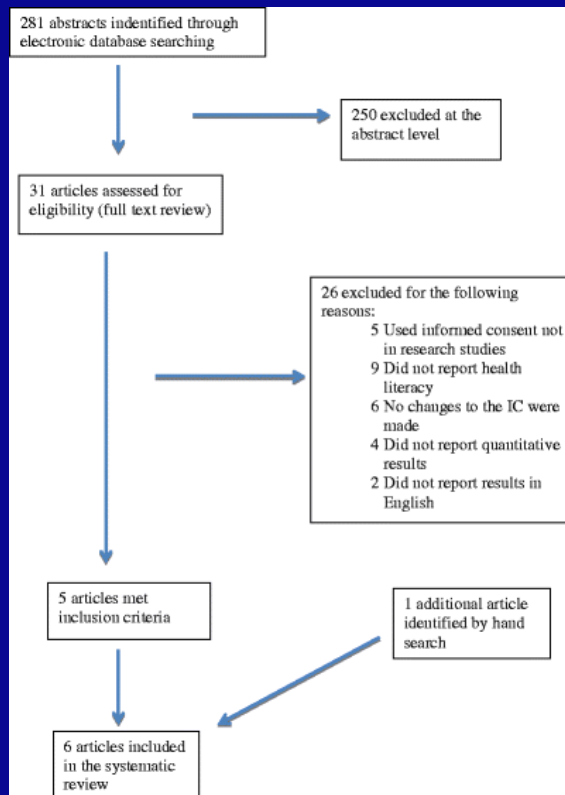 281 abstracts indentified through
electronic database searching
250 excluded at the
abstract level
31 articles assessed for
eligibility (full text review)
26 excluded for the following
reasons:
5 Used informed consent not
in research studies
9 Did not report health
literacy
6 No changes to the IC were
made
4 Did not report quantitative
results
2 Did not report results in
English
5 articles met
inclusion criteria
1 additional article
identified by hand
search
6 articles included
in the systematic
review